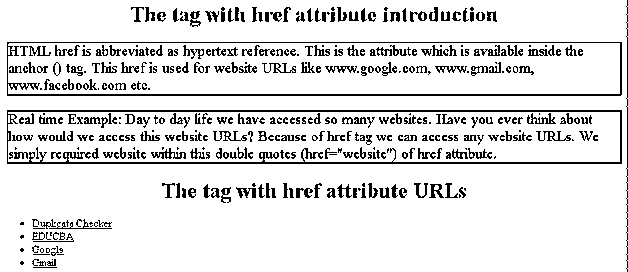 The tag with href attribute introduction
HTML href is abbreviated as hypertext reference. This is the attribute which is available inside the
anchor () tag. This href is used for website URLs like www.google.com, www.gmail.com,
www.facebook.com etc.
Real time Example: Day to day life we have accessed so many websites. Have you ever think about
how would we access this website URLs? Because of href tag we can access any website URLs. We
simply required website within this double quotes (href="website") of href attribute.
The tag with href attribute URLs
Duplicate Checker
EDUCBA
Google
Gmail